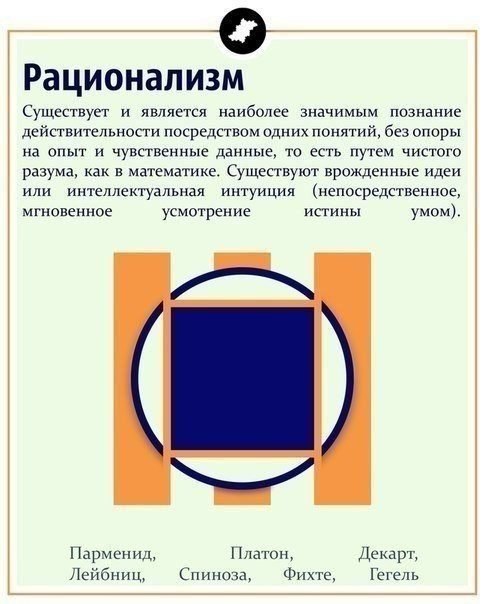 Рационализм
Существует и является наиболее значимым познание
действительности посредством одних понятий, без опоры
на опыт и чувственные данные, то есть путем чистого
разума, как в математике. Существуют врожденные идеи
или интеллектуальная интуиция (непосредственное,
мгновенное усмотрение истины умом).
Парменид, Платон, Декарт,
Лейбниц, Спиноза, Фихте, Гегель